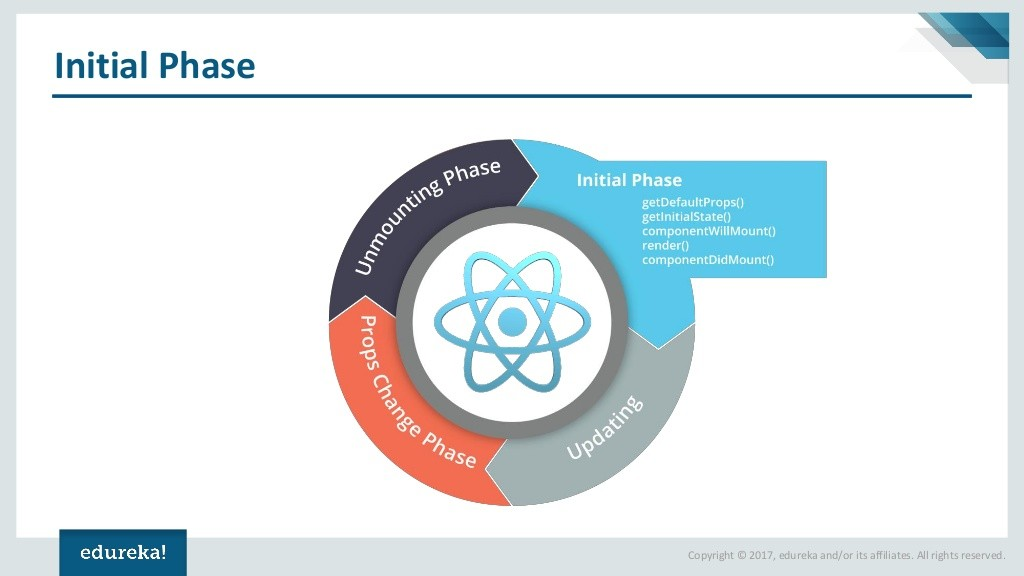 Initial Phase
Unmounting Phase
Initial Phase
getDefaultProps()
getInitialState()
componentWillMount()
render()
componentDidMount()
Props Change Phase
Updating
edureka!
Copyright © 2017, edureka and/or its affiliates. All rights reserved.